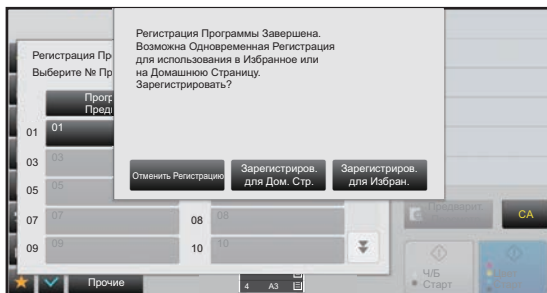 Регистрация Программы Завершена.
Возможна Одновременная Регистрация
для использования в Избранное или
на Домашнюю Страницу.
Зарегистрировать?
Отменить Регистрацию
Зарегистриров.
для Дом. Стр.
Зарегистриров.
для Избран.
Регистрация Пр
Выберите № Пр
Прогр
Пред
01 01
03 03
05 05
07 07 08 08
09 09 10 10
Предварит.
CA
Ч/Б
Старт
Прочие
4 A3